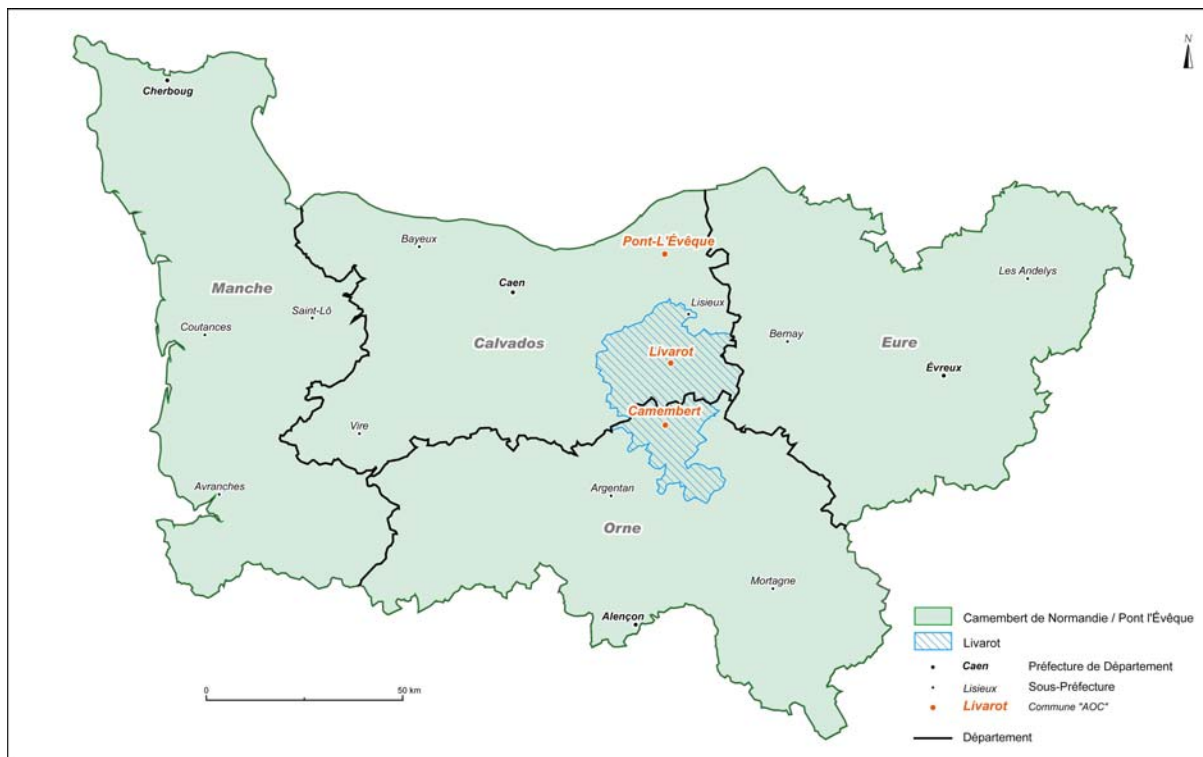 N
Cherboug
Pont-L'Évêque
Bayeux
Les Andelys
Caen
Manche
Lisieux
Saint-Lô
Coutances
Bernay
Calvados
Eure
Livarot
Évreux
Camembert
Vire
Avranches
Argentan
Orne
Mortagne
Alençon
Camembert de Normandie / Pont l'Évêque
Livarot
Caen Préfecture de Département
Lisieux Sous-Préfecture
Livarot Commune "AOC"
Département
0 50 km